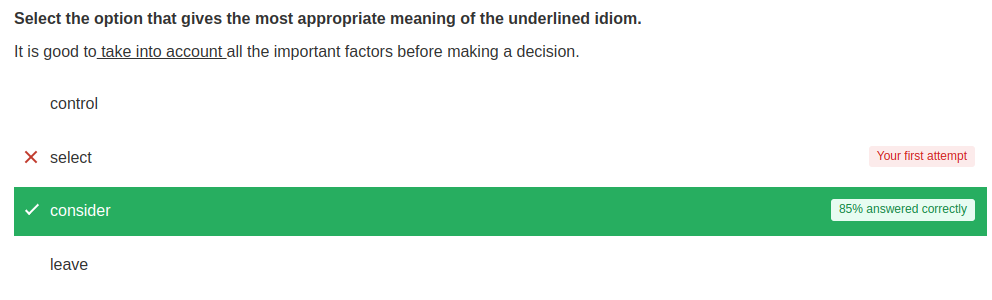 Select the option that gives the most appropriate meaning of the underlined idiom.
It is good to take into account all the important factors before making a decision.
control
select Your first attempt
consider 85% answered correctly
leave